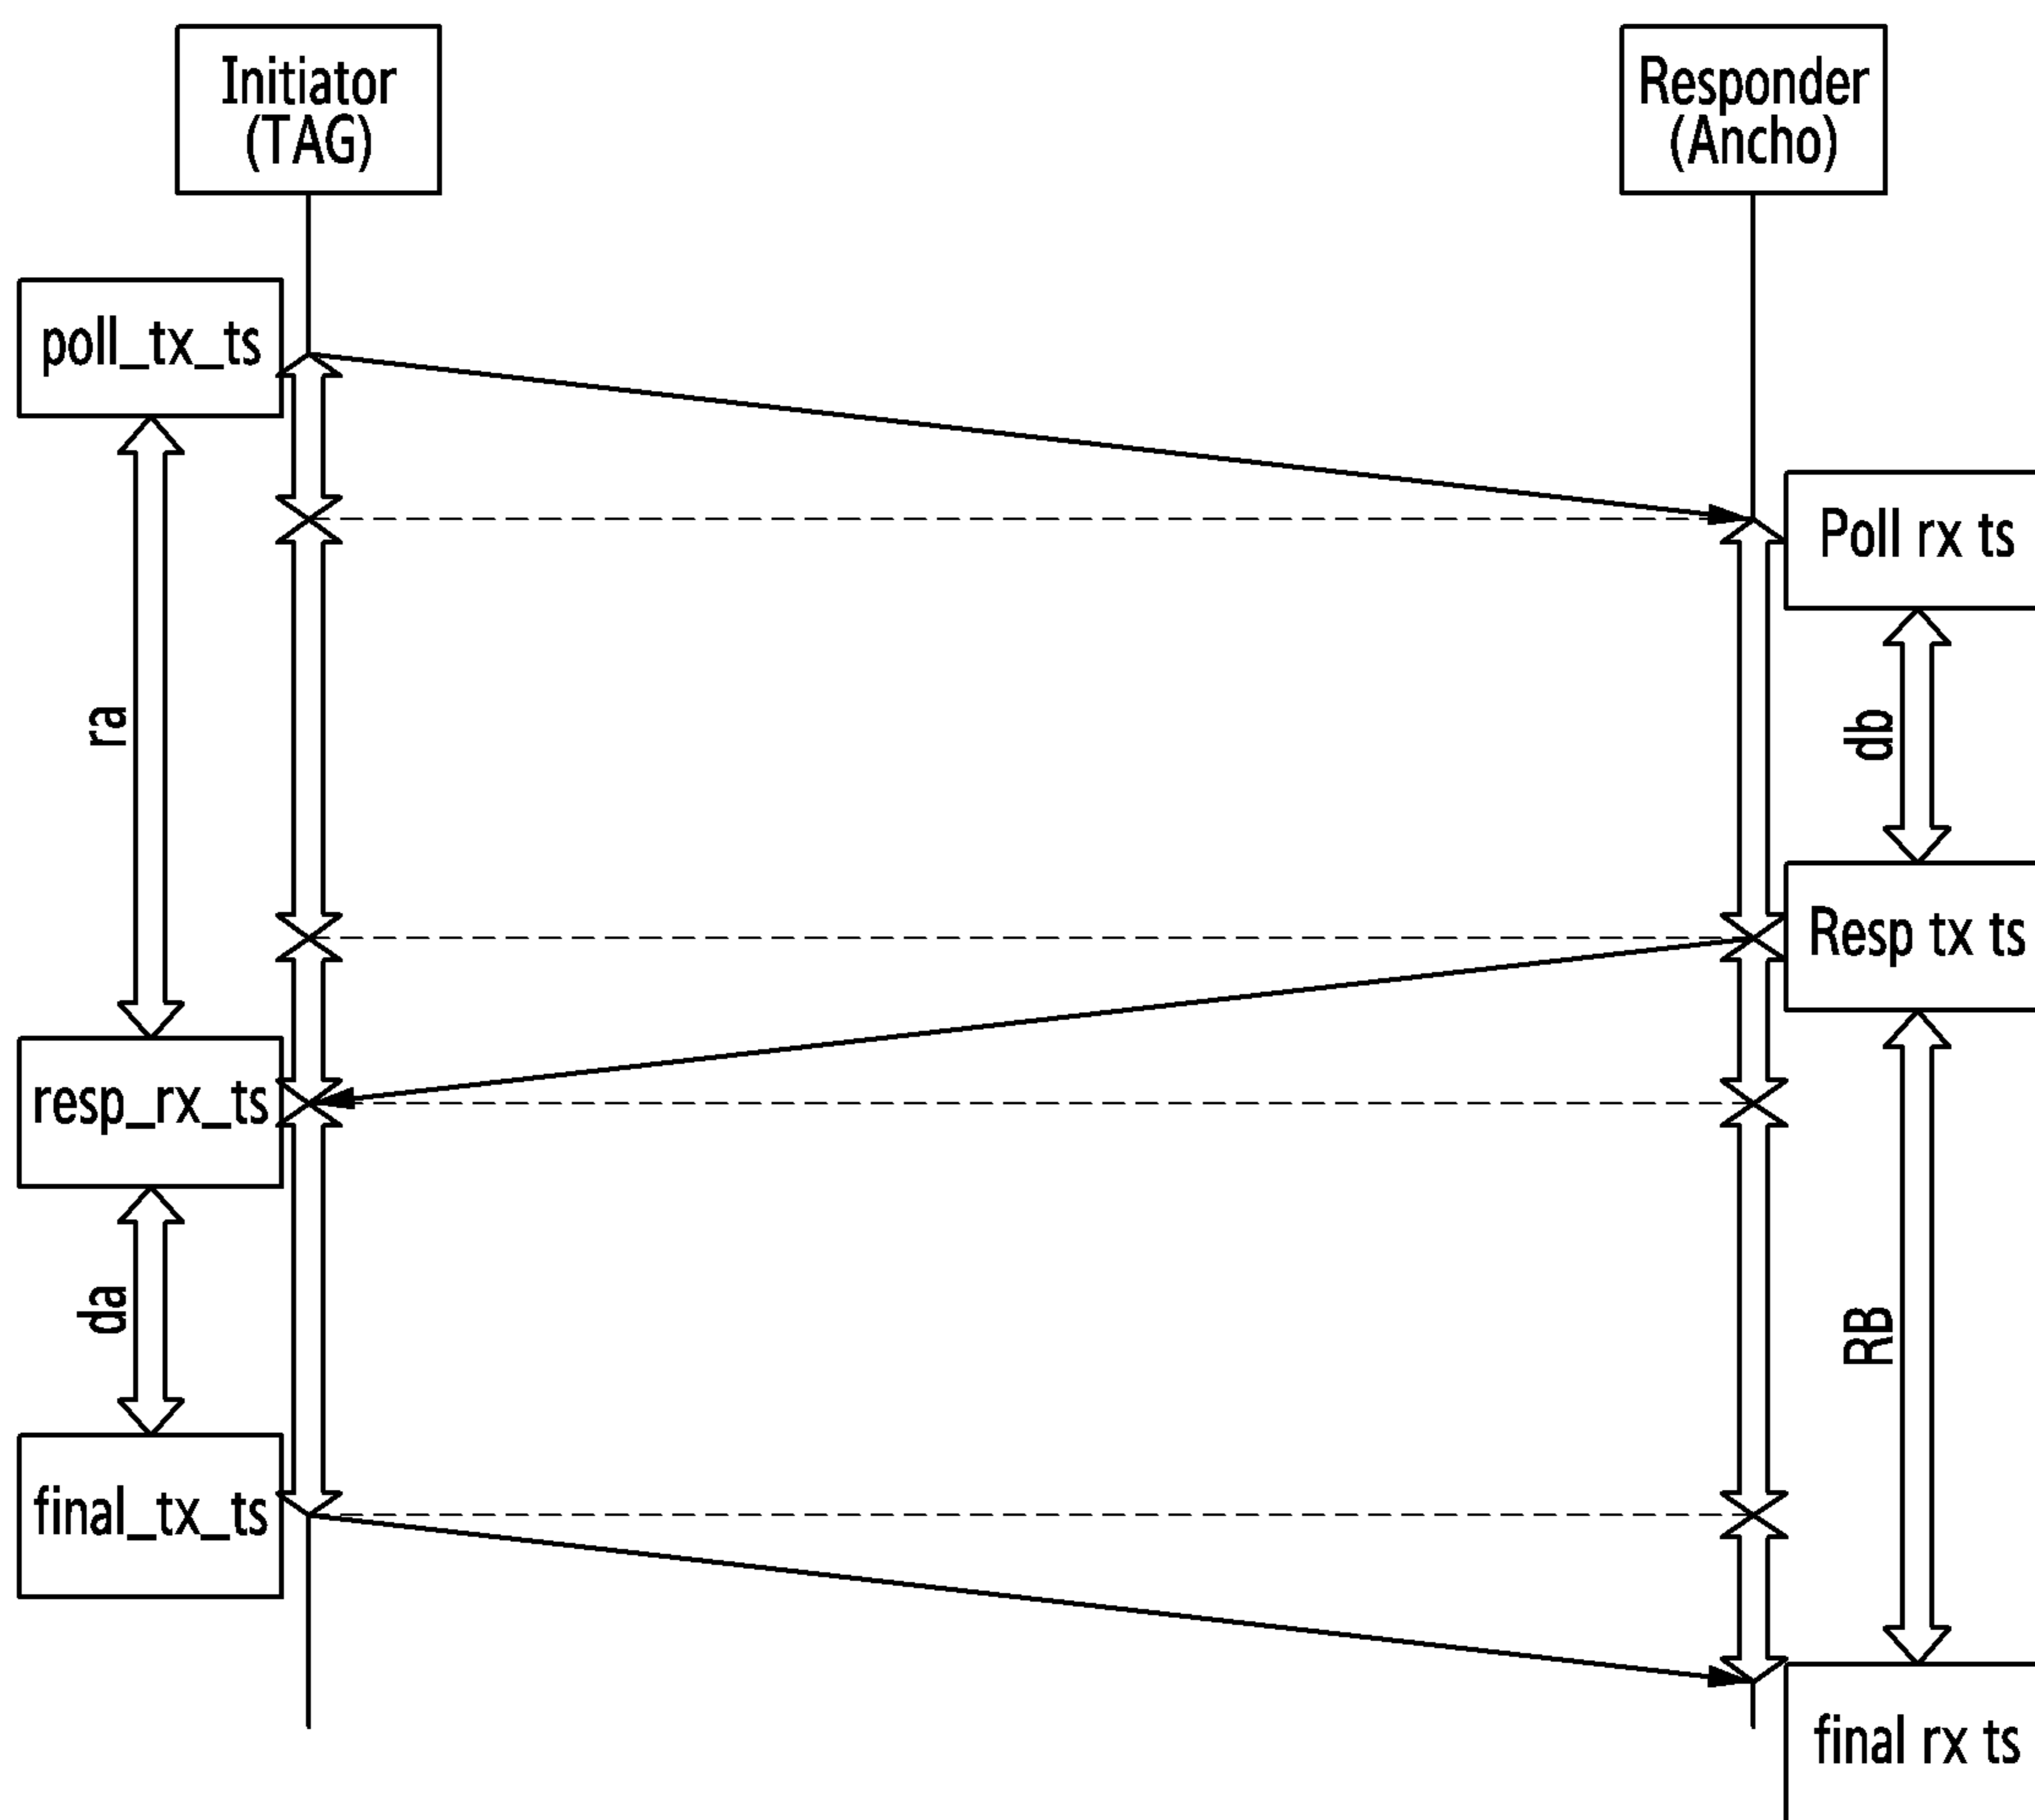 Initiator
(TAG)
Responder
(Ancho)
poll_tx_ts
Poll rx ts
ra
db
Resp tx ts
resp_rx_ts
da
RB
final_tx_ts
final rx ts